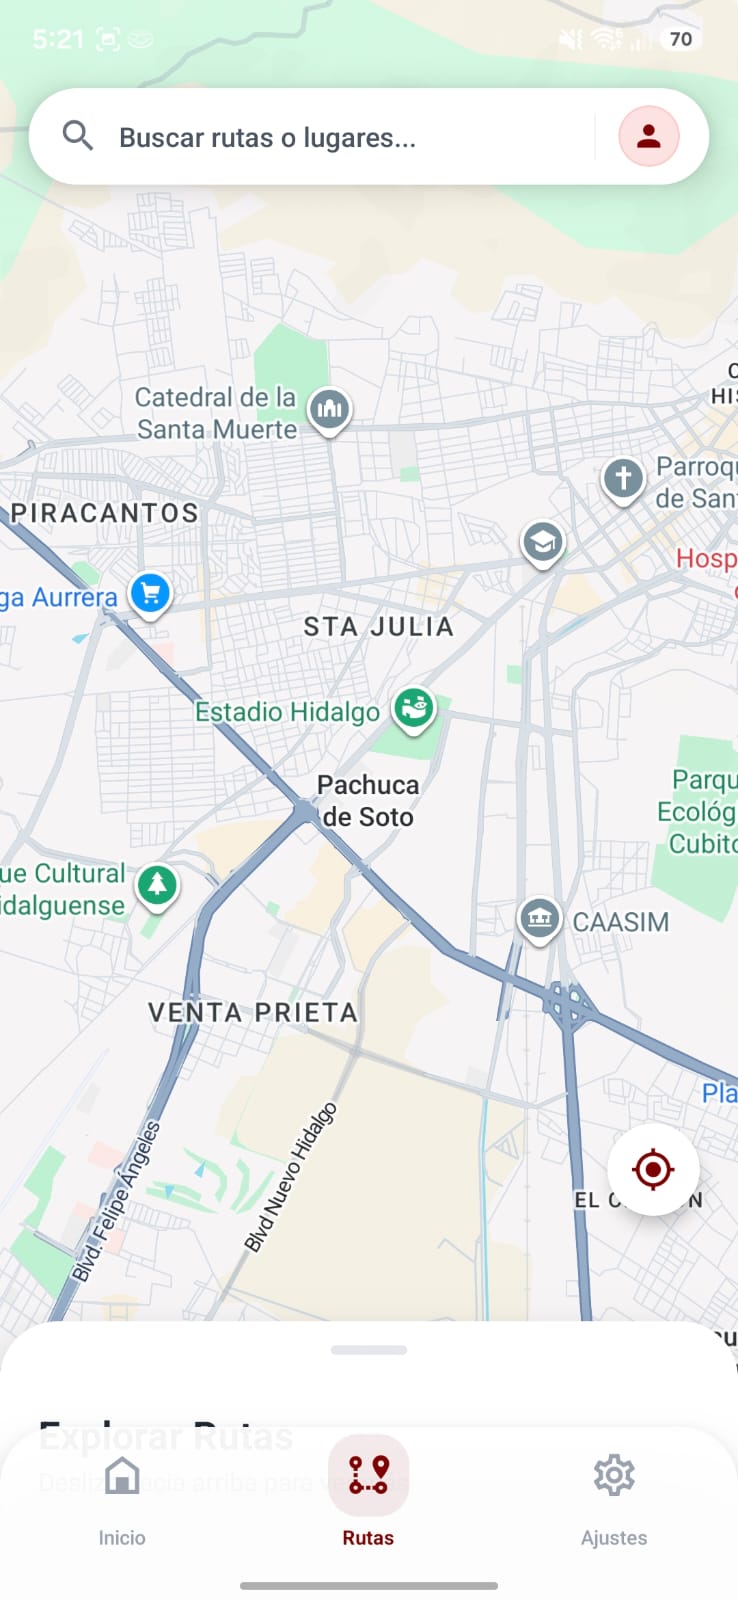 5:21
70
Buscar rutas o lugares...
Catedral de la
Santa Muerte
PIRACANTOS
Parroqu
de San
Hosp
ga Aurrera
STA JULIA
Estadio Hidalgo
Pachuca
de Soto
Parqu
Ecológ
Cubito
ue Cultural
idalguense
CAASIM
VENTA PRIETA
Pla
Blvd. Felipe Ángeles
Blvd Nuevo Hidalgo
EL C
N
Explorar Rutas
Inicio
Rutas
Ajustes